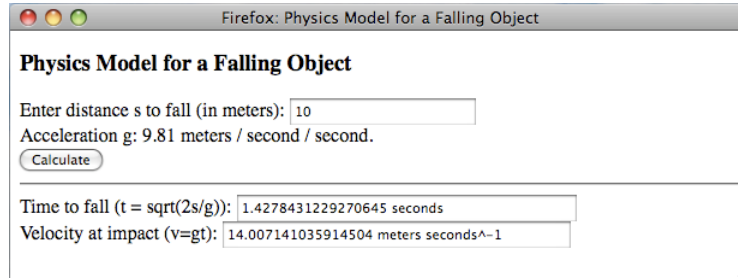 Firefox: Physics Model for a Falling Object
Physics Model for a Falling Object
Enter distance s to fall (in meters): 10
Acceleration g: 9.81 meters / second / second.
Calculate
Time to fall (t = sqrt(2s/g)): 1.4278431229270645 seconds
Velocity at impact (v=gt): 14.007141035914504 meters seconds^-1